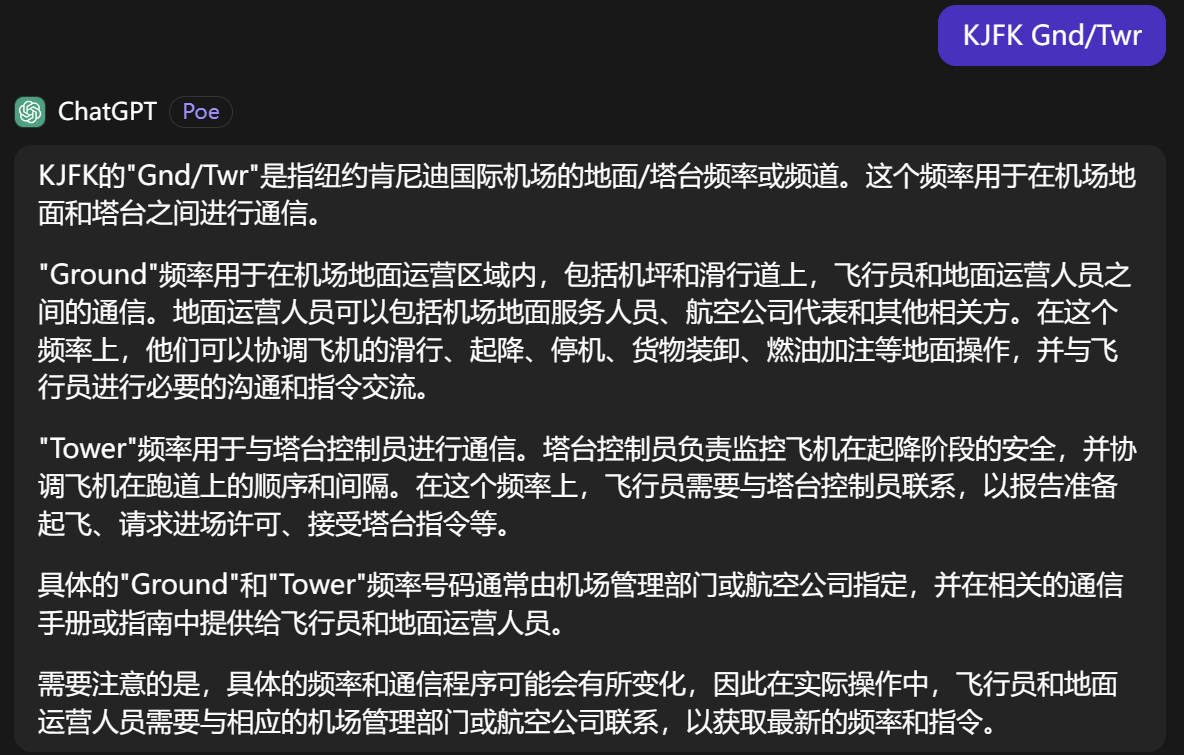 KJFK Gnd/Twr
ChatGPT Poe
KJFK的"Gnd/Twr"是指纽约肯尼迪国际机场的地面/塔台频率或频道。这个频率用于在机场地
面和塔台之间进行通信。
"Ground"频率用于在机场地面运营区域内，包括机坪和滑行道上，飞行员和地面运营人员之
间的通信。地面运营人员可以包括机场地面服务人员、航空公司代表和其他相关方。在这个
频率上，他们可以协调飞机的滑行、起降、停机、货物装卸、燃油加注等地面操作，并与飞
行员进行必要的沟通和指令交流。
"Tower"频率用于与塔台控制员进行通信。塔台控制员负责监控飞机在起降阶段的安全，并协
调飞机在跑道上的顺序和间隔。在这个频率上，飞行员需要与塔台控制员联系，以报告准备
起飞、请求进场许可、接受塔台指令等。
具体的"Ground"和"Tower"频率号码通常由机场管理部门或航空公司指定，并在相关的通信
手册或指南中提供给飞行员和地面运营人员。
需要注意的是，具体的频率和通信程序可能会有所变化，因此在实际操作中，飞行员和地面
运营人员需要与相应的机场管理部门或航空公司联系，以获取最新的频率和指令。